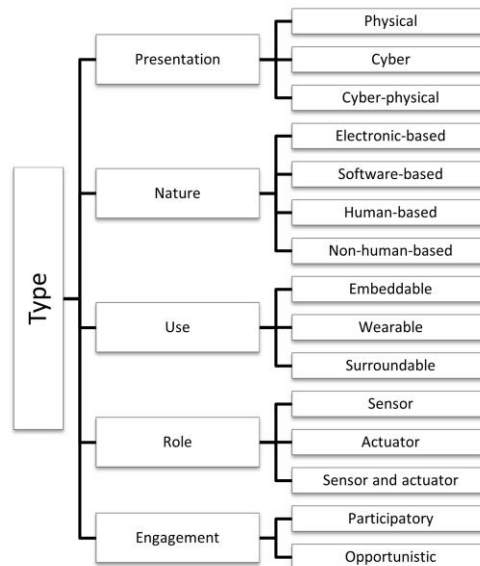 Type
Presentation
Physical
Cyber
Cyber-physical
Nature
Electronic-based
Software-based
Human-based
Non-human-based
Use
Embeddable
Wearable
Surroundable
Role
Sensor
Actuator
Sensor and actuator
Engagement
Participatory
Opportunistic